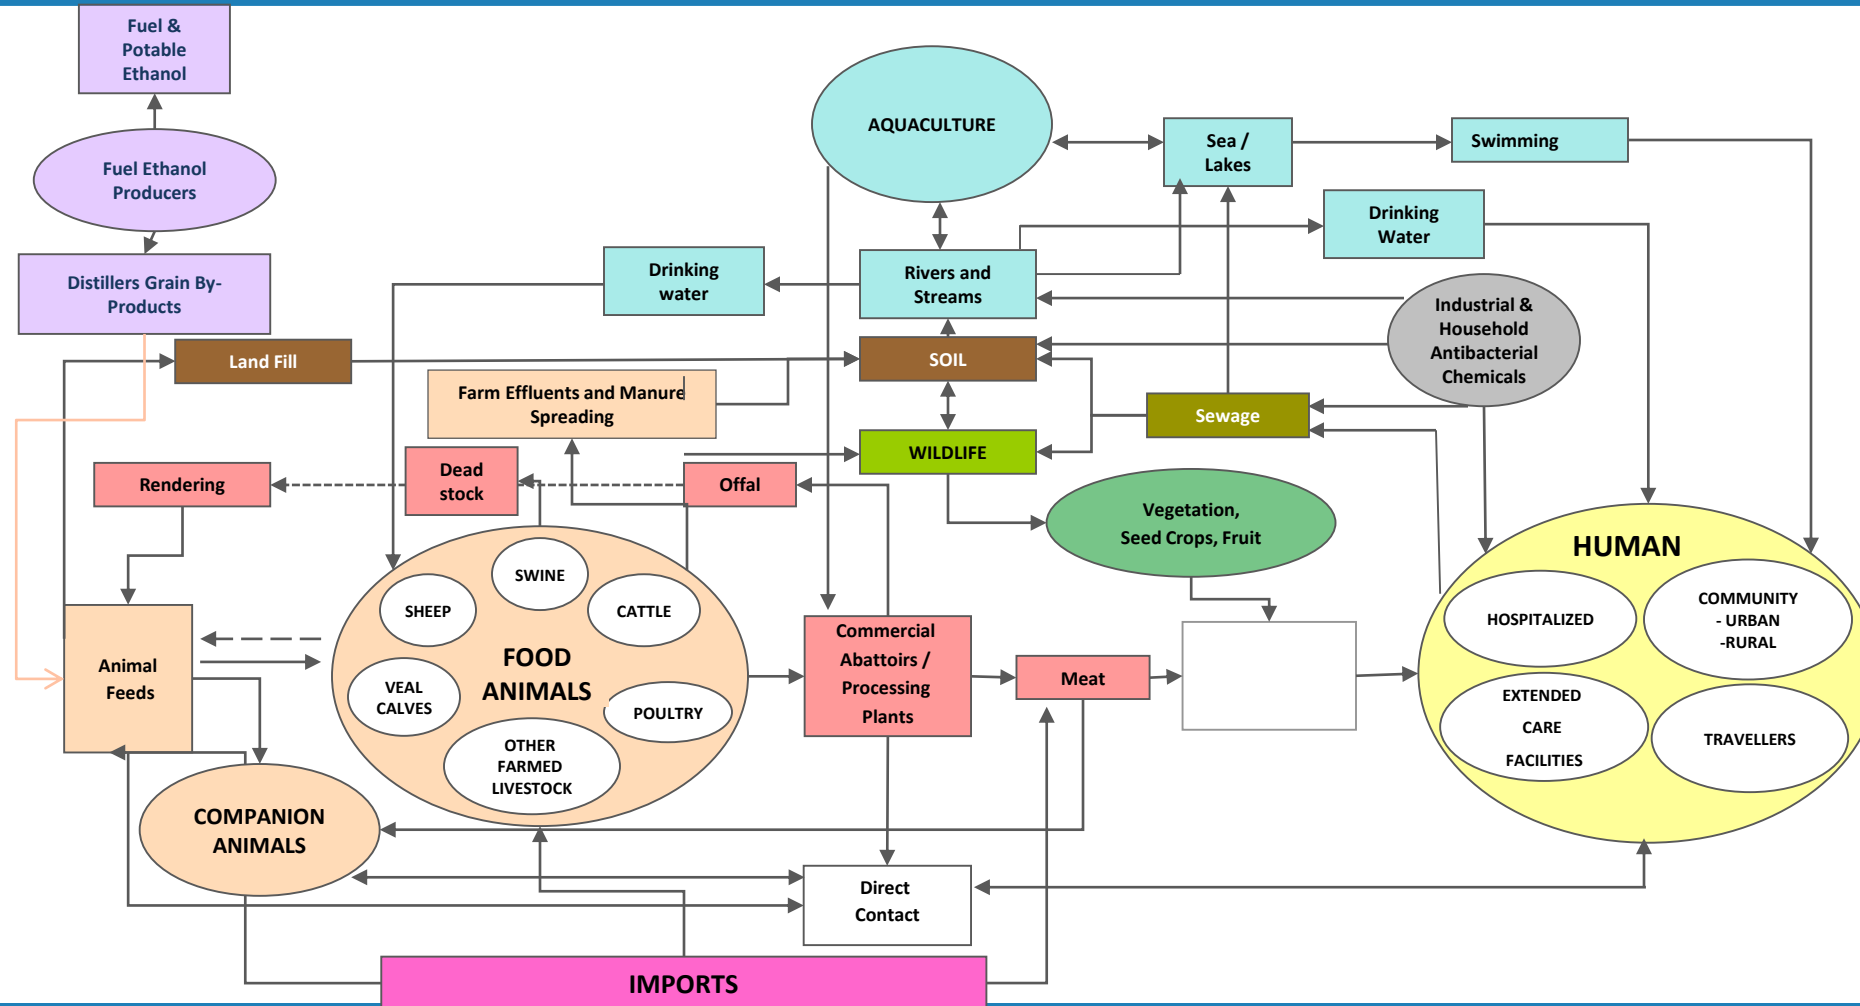 Fuel &
Potable
Ethanol
AQUACULTURE
Sea /
Lakes
Swimming
Fuel Ethanol
Producers
Drinking
Water
Distillers Grain By-
Products
Drinking
water
Rivers and
Streams
Industrial &
Household
Antibacterial
Chemicals
Land Fill
SOIL
Farm Effluents and Manure
Spreading
Sewage
WILDLIFE
Rendering
Dead
stock
Offal
Vegetation,
Seed Crops, Fruit
HUMAN
SWINE
SHEEP
CATTLE
HOSPITALIZED
COMMUNITY
- URBAN
-RURAL
Animal
Feeds
FOOD
ANIMALS
VEAL
CALVES
POULTRY
OTHER
FARMED
LIVESTOCK
Commercial
Abattoirs /
Processing
Plants
Meat
EXTENDED
CARE
FACILITIES
TRAVELLERS
COMPANION
ANIMALS
Direct
Contact
IMPORTS